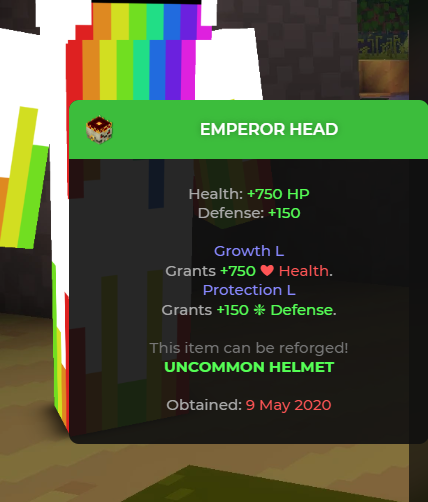 EMPEROR HEAD
Health: +750 HP
Defense: +150
Growth L
Grants +750 ❤ Health.
Protection L
Grants +150 ❈ Defense.
This item can be reforged!
UNCOMMON HELMET
Obtained: 9 May 2020